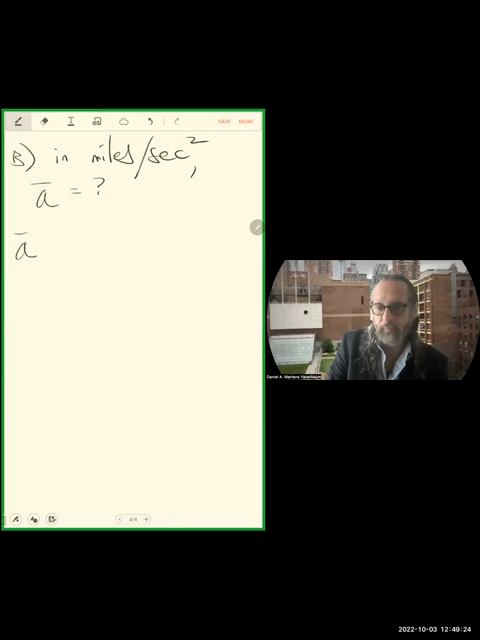 SAVE MORE
B) in miles/sec²,
a̅ = ?
a̅
Daniel A. Martens Yaverbaum
4/4
2022-10-03 12:49:24